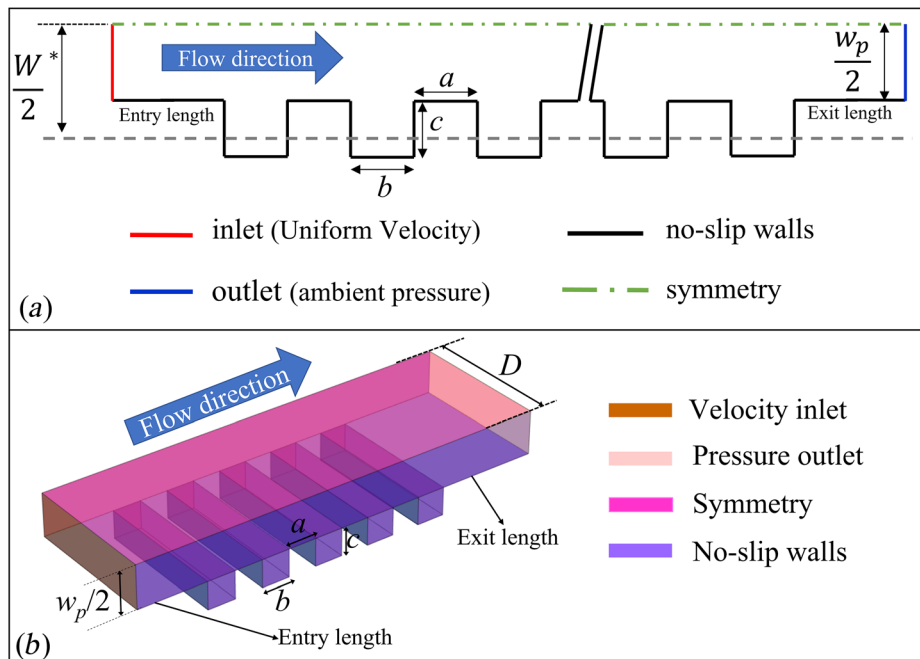 W*
2
Flow direction
w_p
2
a
Entry length
c
Exit length
b
inlet (Uniform Velocity)
no-slip walls
outlet (ambient pressure)
symmetry
(a)
Flow direction
D
Velocity inlet
Pressure outlet
Symmetry
No-slip walls
a
c
Exit length
b
w_p/2
Entry length
(b)